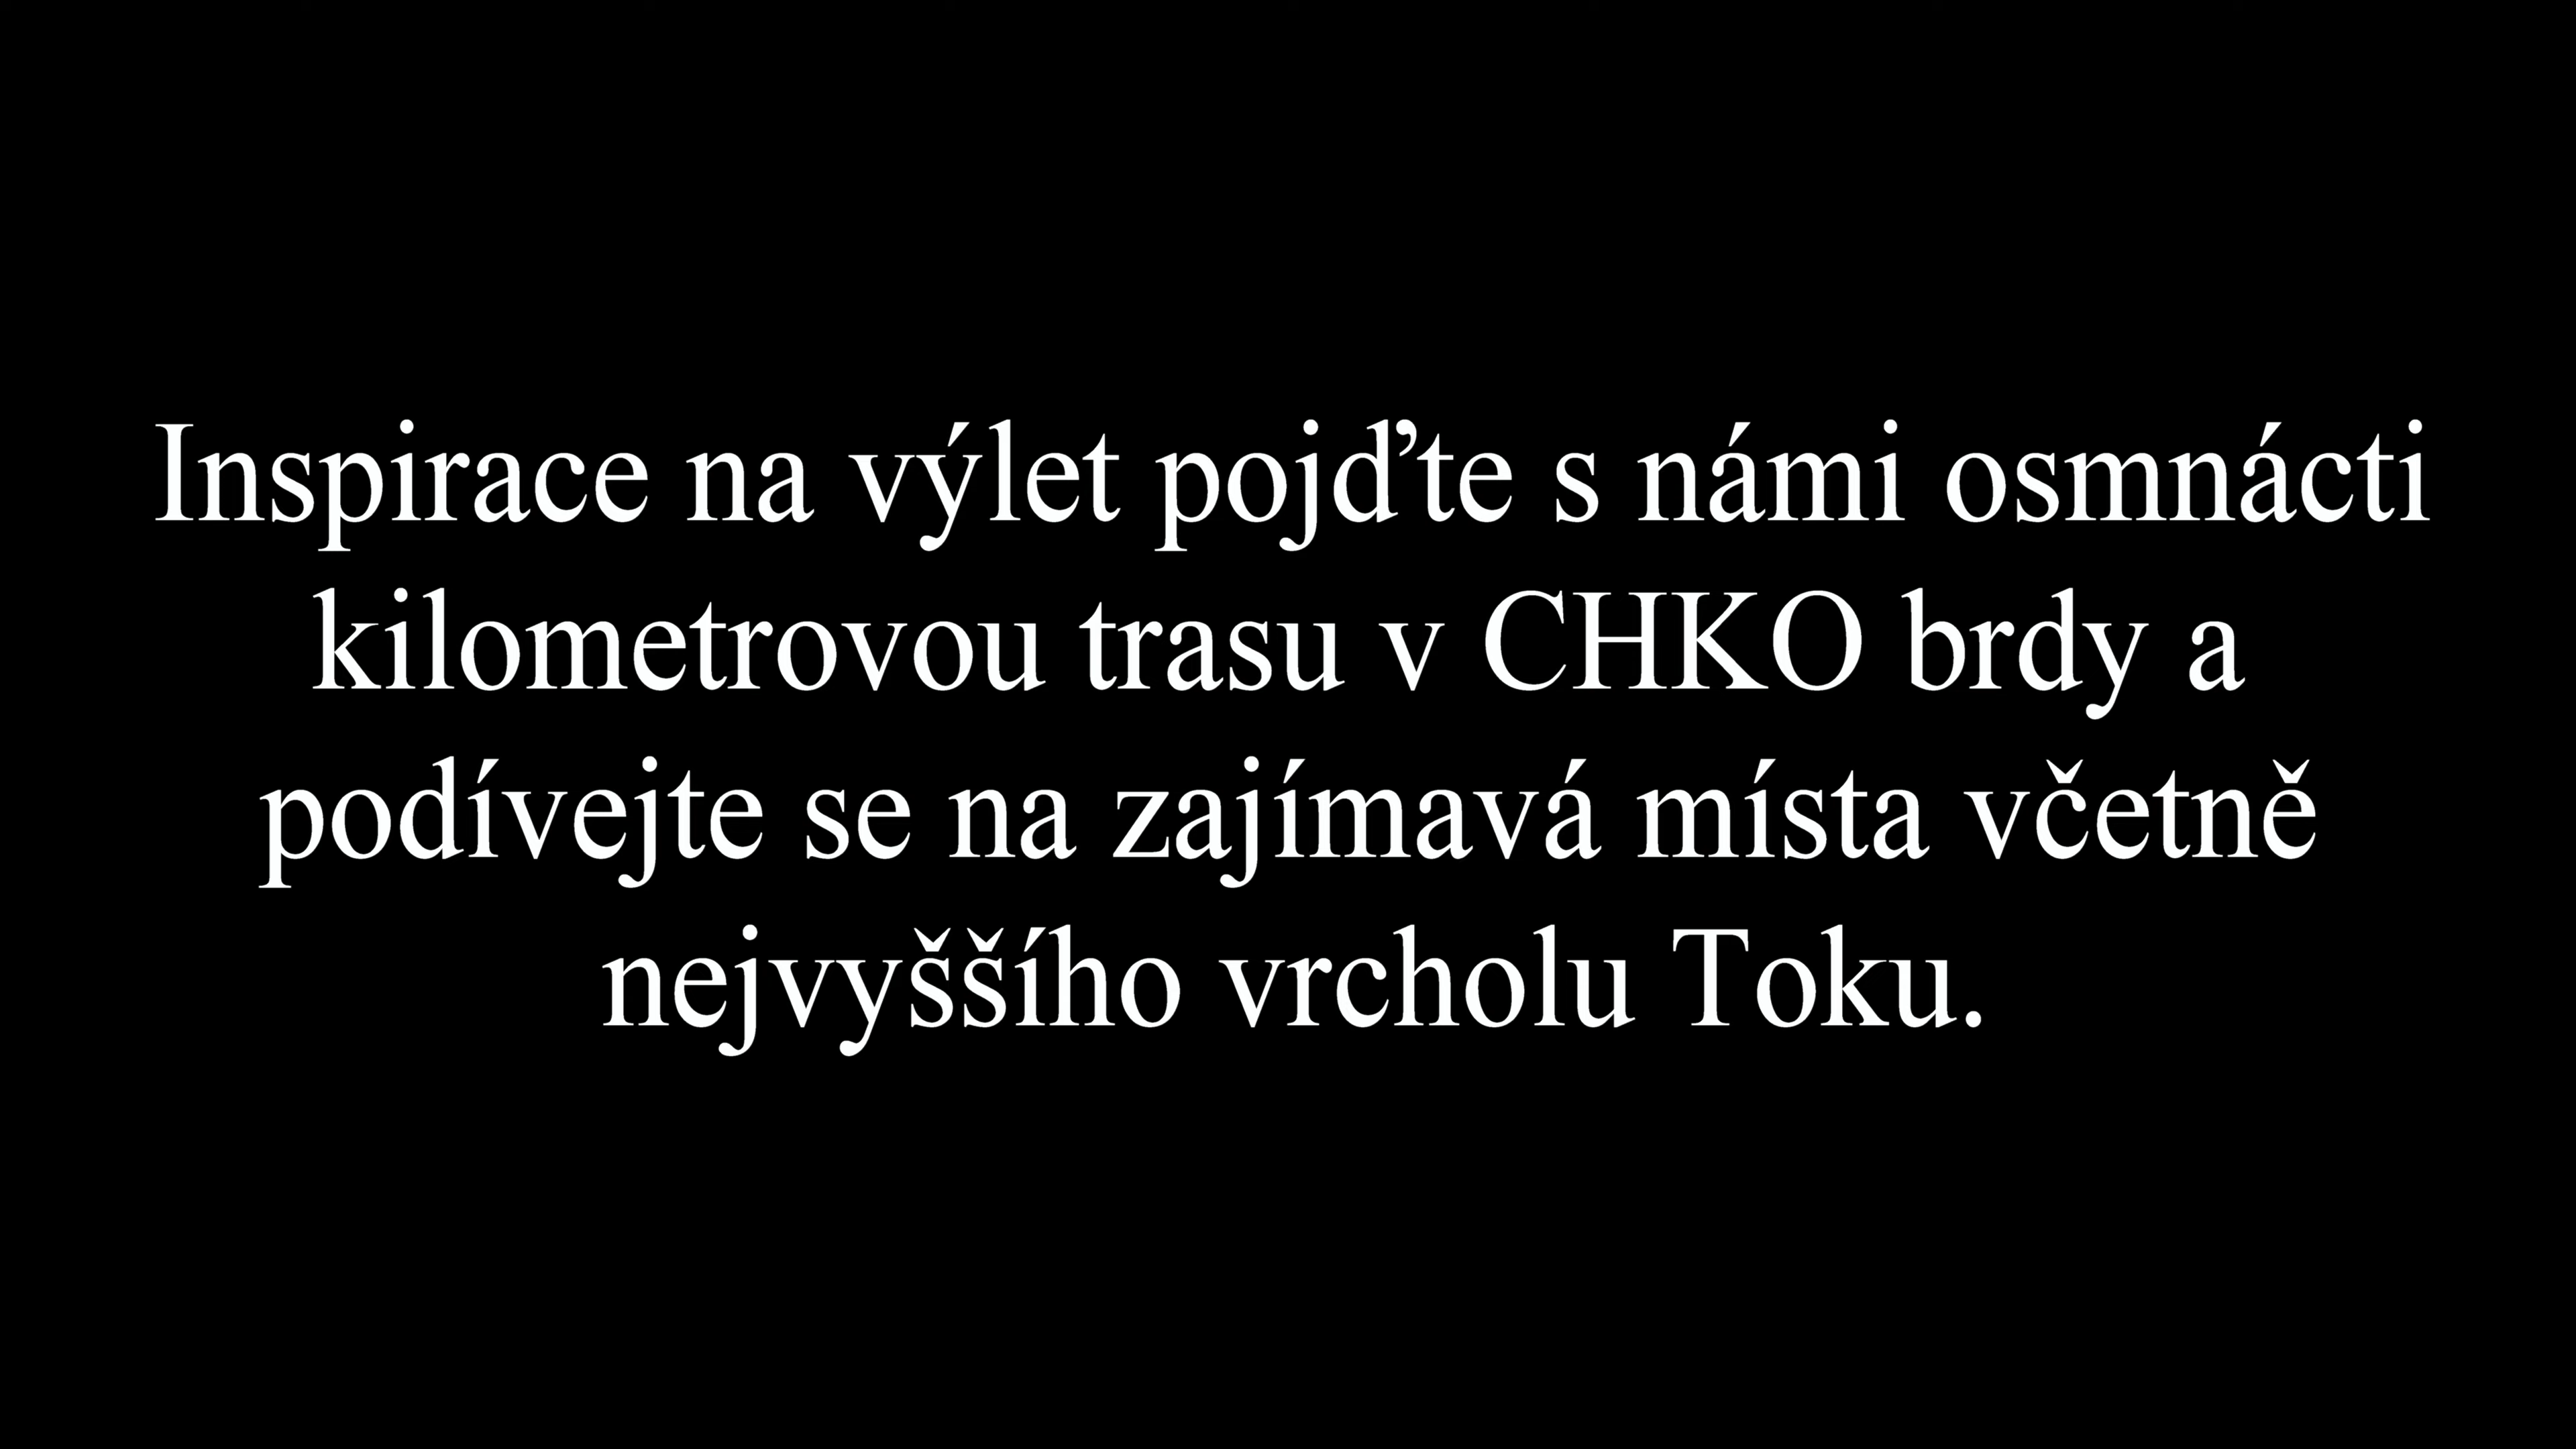 Inspirace na výlet pojďte s námi osmnácti
kilometrovou trasu v CHKO brdy a
podívejte se na zajímavá místa včetně
nejvyššího vrcholu Toku.